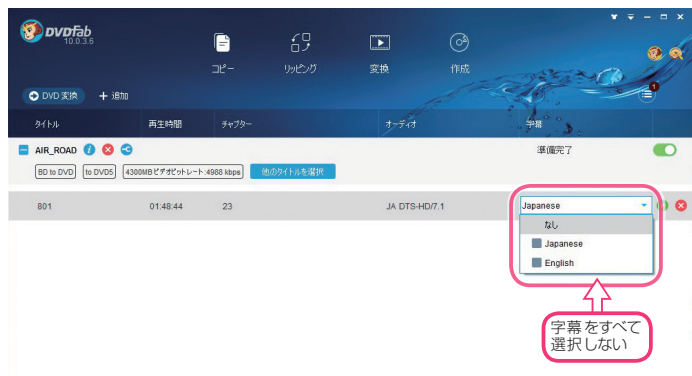 DVDFab
10.0.3.6
コピー
リッピング
変換
作成
DVD 変換
追加
1
タイトル
再生時間
チャプター
オーディオ
字幕
AIR_ROAD
準備完了
BD to DVD
to DVD5
4300MBビデオビットレート:4988 kbps
他のタイトルを選択
801
01:48:44
23
JA DTS-HD/7.1
Japanese
なし
Japanese
English
字幕をすべて
選択しない